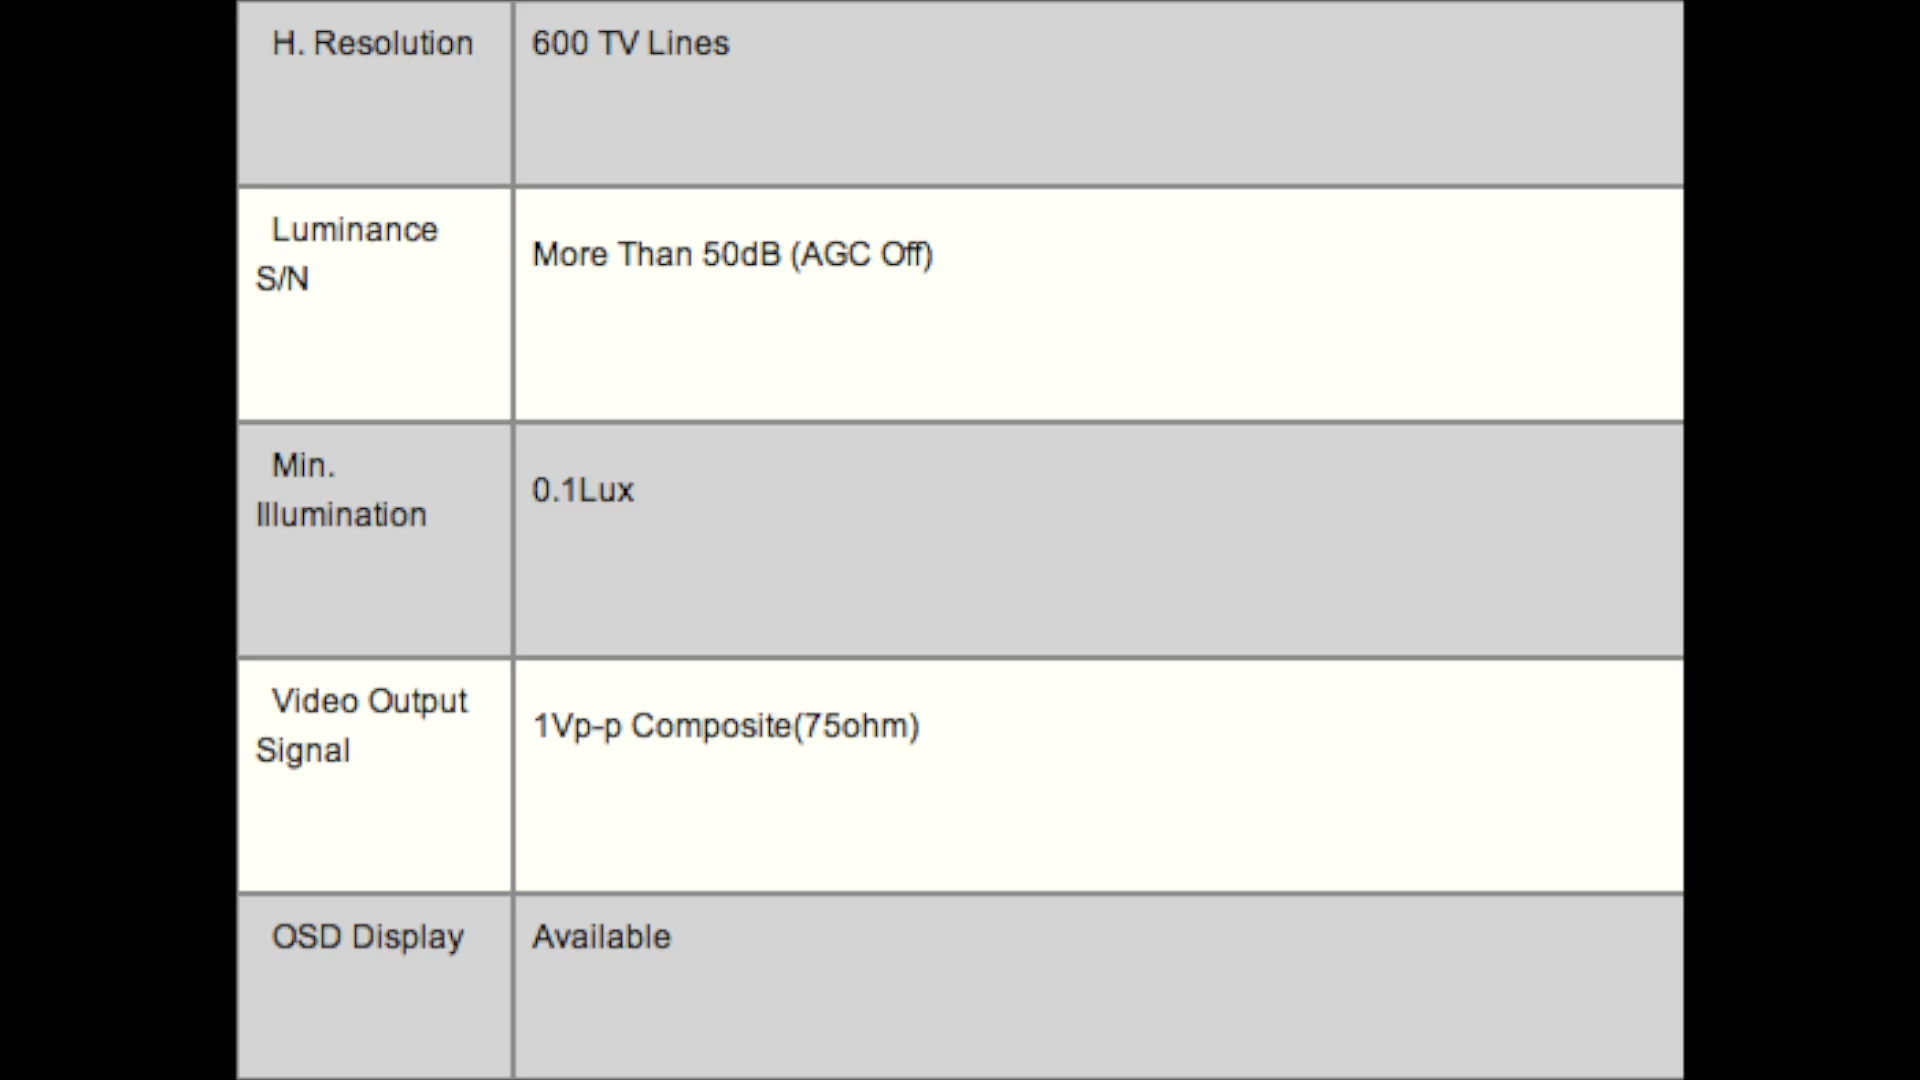 H. Resolution
600 TV Lines
Luminance
S/N
More Than 50dB (AGC Off)
Min.
Illumination
0.1Lux
Video Output
Signal
1Vp-p Composite(75ohm)
OSD Display
Available